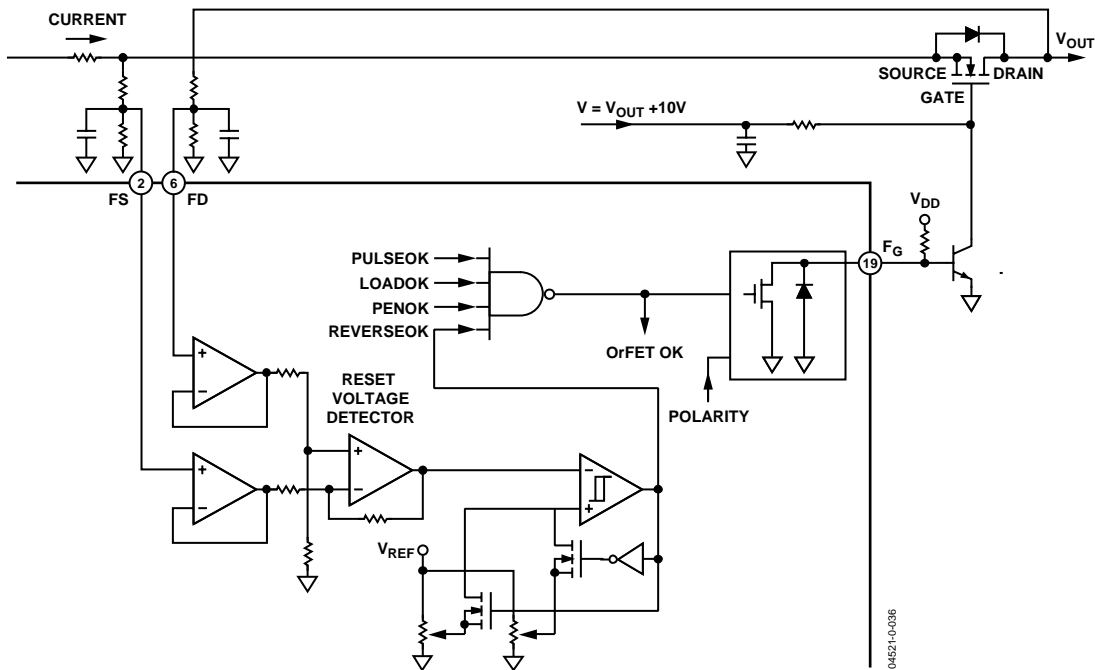 CURRENT
VOUT
SOURCE DRAIN
GATE
V = VOUT +10V
2 6
FS FD
VDD
FG
19
PULSEOK
LOADOK
PENOK
REVERSEOK
OrFET OK
POLARITY
RESET
VOLTAGE
DETECTOR
+
–
+
–
+
–
–
+
VREF
04521-0-036